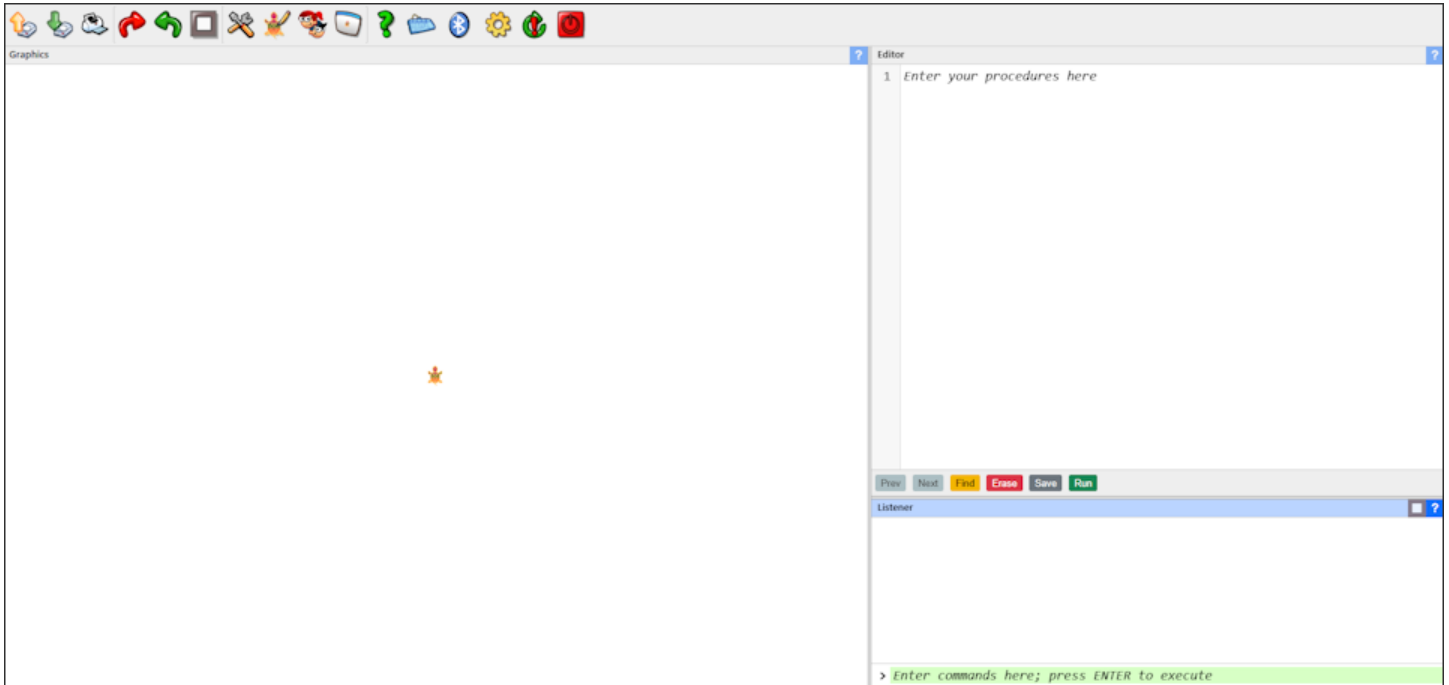 Graphics
?
Editor
?
1 Enter your procedures here
Prev Next Find Erase Save Run
Listener
?
> Enter commands here; press ENTER to execute